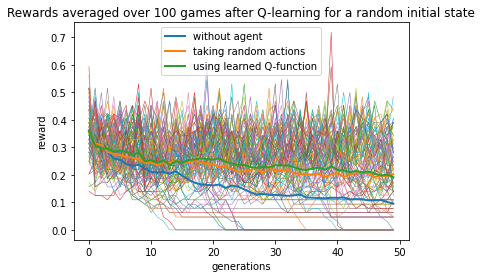 Rewards averaged over 100 games after Q-learning for a random initial state
without agent
taking random actions
using learned Q-function
0.7
0.6
0.5
0.4
0.3
0.2
0.1
0.0
reward
0 10 20 30 40 50
generations